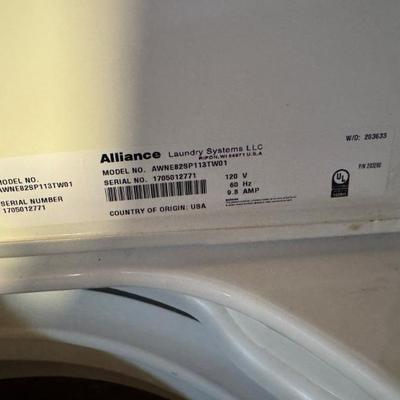 Alliance Laundry Systems LLC
RIPON, WI 54971 U.S.A
W/O: 203633
MODEL NO.
AWNE82SP113TW01
SERIAL NUMBER
1705012771
MODEL NO. AWNE82SP113TW01
SERIAL NO. 1705012771
120 V
60 Hz
9.8 AMP
COUNTRY OF ORIGIN: USA
UL